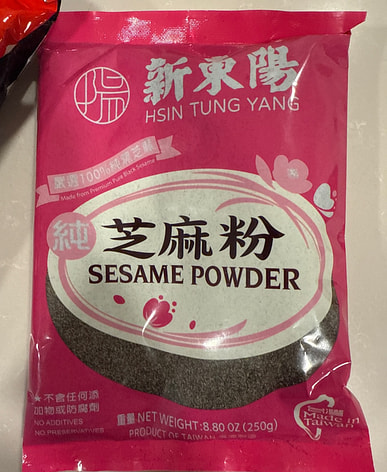 陽
新東陽
HSIN TUNG YANG
嚴選100%純黑芝麻
Made from Premium Pure Black Sesame
純
芝麻粉
SESAME POWDER
★不會任何添
加物或防腐劑
NO ADDITIVES
NO PRESERVATIVES
重量 NET WEIGHT:8.80 OZ (250g)
PRODUCT OF TAIWAN
Made in
Taiwan